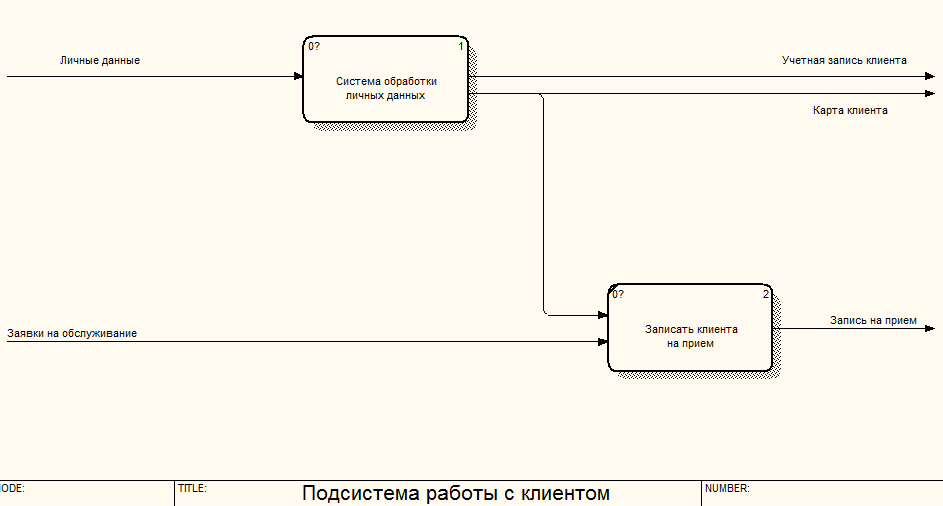 Личные данные
0? 1
Система обработки
личных данных
Учетная запись клиента
Карта клиента
Заявки на обслуживание
0? 2
Записать клиента
на прием
Запись на прием
ODE: TITLE: Подсистема работы с клиентом NUMBER: